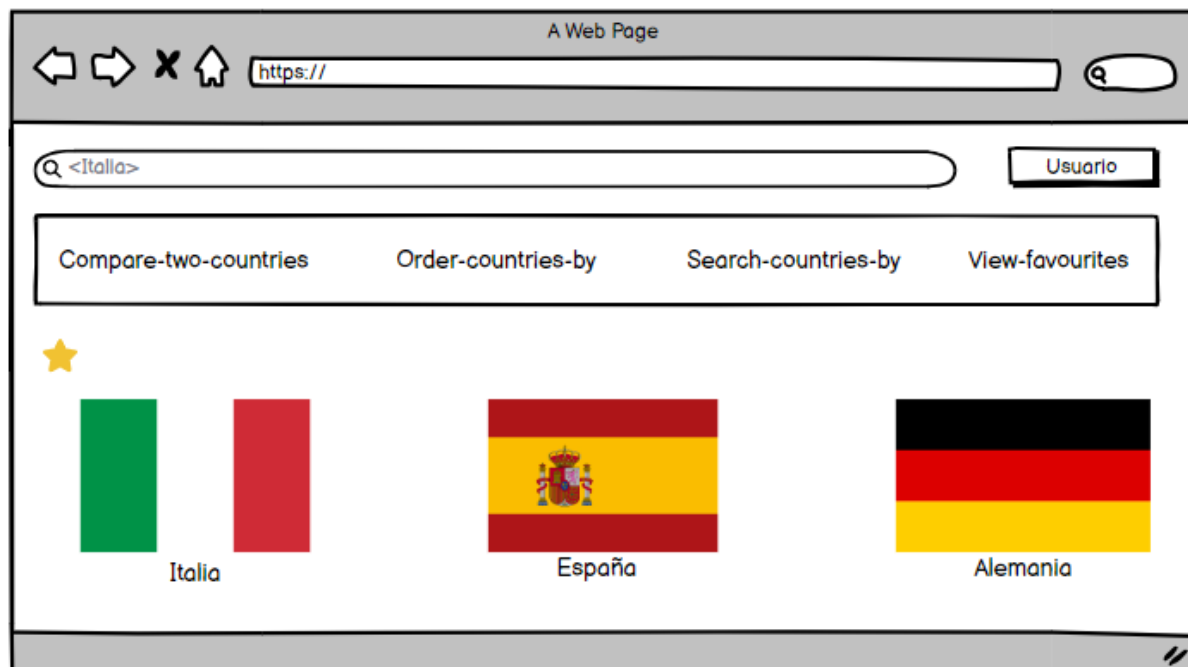 A Web Page
https://
<Italia>
Usuario
Compare-two-countries
Order-countries-by
Search-countries-by
View-favourites
Italia
España
Alemania